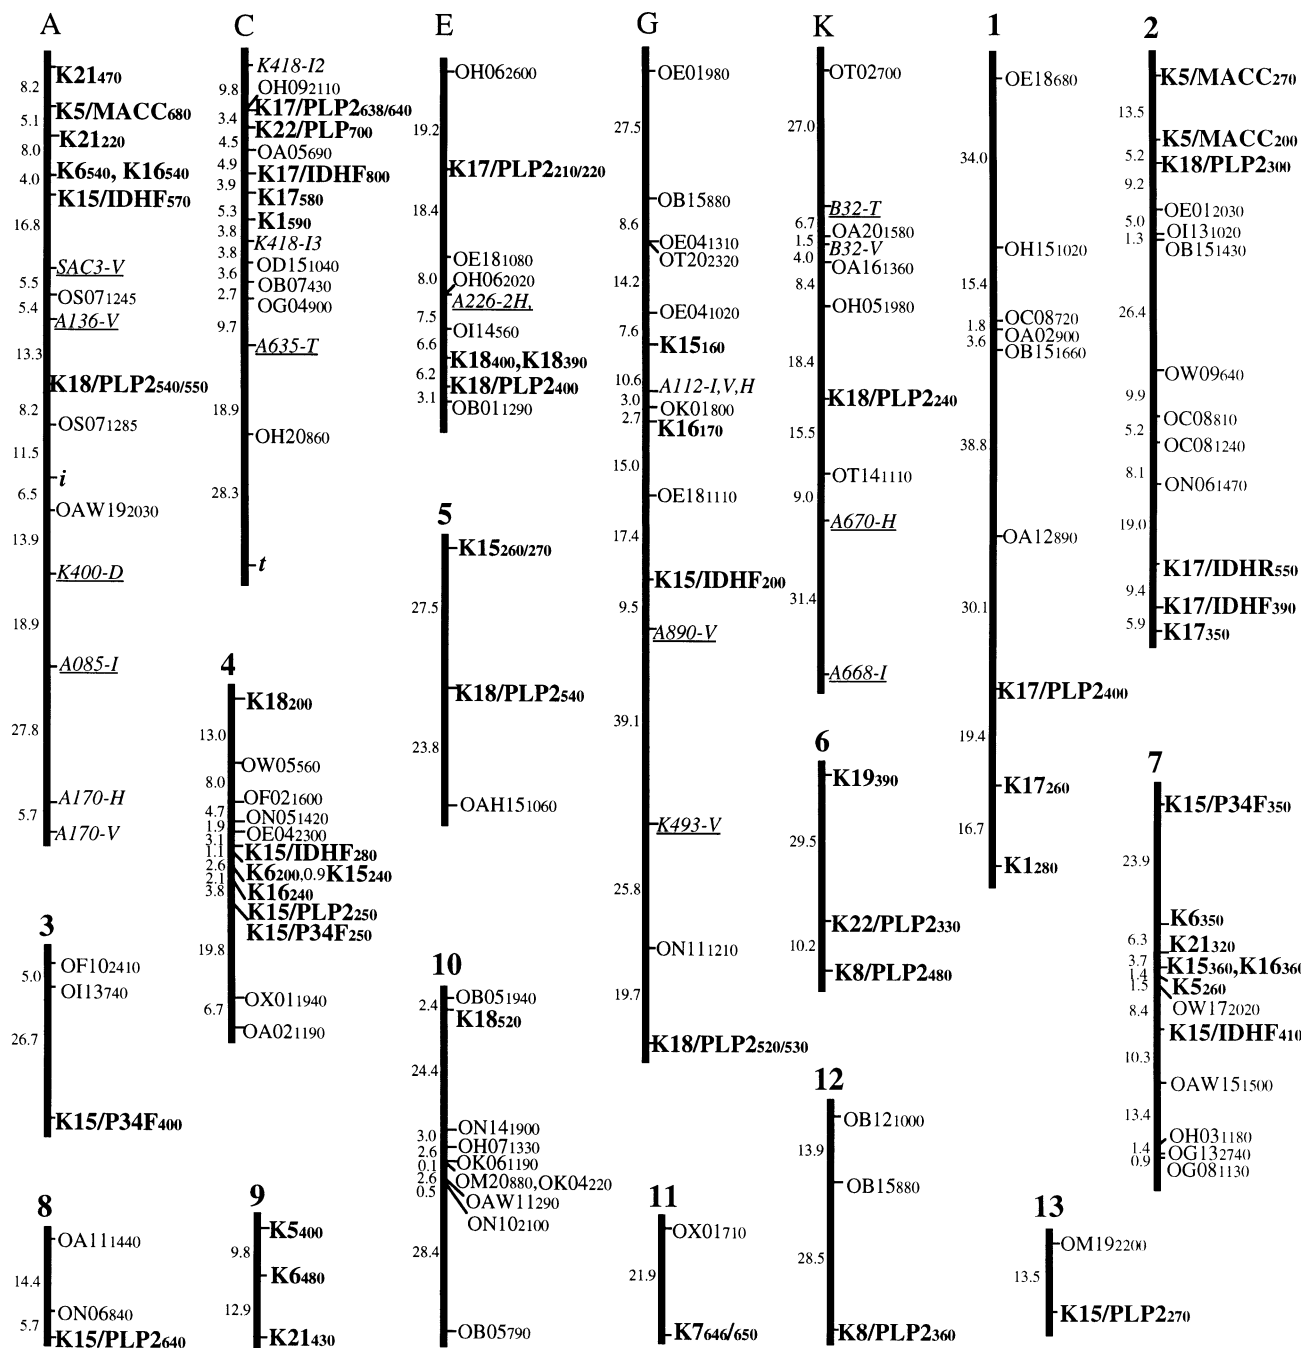 A
8.2
5.1
8.0
4.0
16.8
5.5
5.4
13.3
8.2
11.5
6.5
13.9
18.9
27.8
5.7
K21470
K5/MACC680
K21220
K6540, K16540
K15/IDHF570
SAC3-V
OS071245
A136-V
K18/PLP2540/550
OS071285
i
OAW192030
K400-D
A085-I
A170-H
A170-V
C
9.8
3.4
4.5
4.9
3.9
5.3
3.8
3.8
3.6
2.7
9.7
18.9
28.3
K418-I2
OH092110
K17/PLP2638/640
K22/PLP700
OA05690
K17/IDHF800
K17580
K1590
K418-I3
OD151040
OB07430
OG04900
A635-T
OH20860
t
E
19.2
18.4
8.0
7.5
6.6
6.2
3.1
OH062600
K17/PLP2210/220
OE181080
OH062020
A226-2H,
OI14560
K18400,K18390
K18/PLP2400
OB011290
G
27.5
8.6
14.2
7.6
10.6
3.0
2.7
15.0
17.4
9.5
39.1
25.8
19.7
OE01980
OB15880
OE041310
OT202320
OE041020
K15160
A112-I,V,H
OK01800
K16170
OE181110
K15/IDHF200
A890-V
K493-V
ON111210
K18/PLP2520/530
K
27.0
6.7
1.5
4.0
8.4
18.4
15.5
9.0
31.4
OT02700
B32-T
OA201580
B32-V
OA161360
OH051980
K18/PLP2240
OT141110
A670-H
A668-I
1
34.0
15.4
1.8
3.6
38.8
30.1
19.4
16.7
OE18680
OH151020
OC08720
OA02900
OB151660
OA12890
K17/PLP2400
K17260
K1280
2
13.5
5.2
9.2
5.0
1.3
26.4
9.9
5.2
8.1
19.0
9.4
5.9
K5/MACC270
K5/MACC200
K18/PLP2300
OE012030
OI131020
OB151430
OW09640
OC08810
OC081240
ON061470
K17/IDHR550
K17/IDHF390
K17350
3
5.0
26.7
OF102410
OI13740
K15/P34F400
4
13.0
8.0
4.7
1.9
3.1
1.1
2.6
2.1
3.8
19.8
6.7
K18200
OW05560
OF021600
ON051420
OE042300
K15/IDHF280
K6200,0.9K15240
K16240
K15/PLP2250
K15/P34F250
OX011940
OA021190
5
27.5
23.8
K15260/270
K18/PLP2540
OAH151060
6
29.5
10.2
K19390
K22/PLP2330
K8/PLP2480
7
23.9
6.3
3.7
1.4
1.5
8.4
10.3
13.4
1.4
0.9
K15/P34F350
K6350
K21320
K15360,K16360
K5260
OW172020
K15/IDHF410
OAW151500
OH031180
OG132740
OG081130
8
14.4
5.7
OA111440
ON06840
K15/PLP2640
9
9.8
12.9
K5400
K6480
K21430
10
2.4
24.4
3.0
2.6
0.1
2.6
0.5
28.4
OB051940
K18520
ON141900
OH071330
OK061190
OM20880,OK04220
OAW11290
ON102100
OB05790
11
21.9
OX01710
K7646/650
12
13.9
28.5
OB121000
OB15880
K8/PLP2360
13
13.5
OM192200
K15/PLP2270